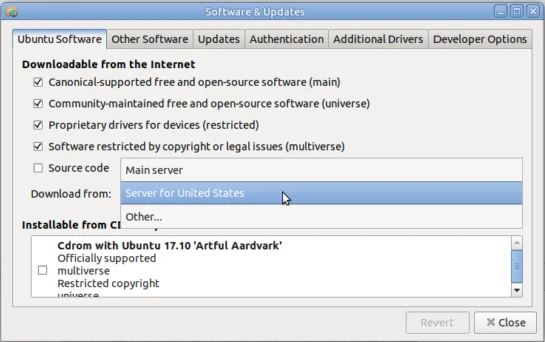 Software & Updates
Ubuntu Software Other Software Updates Authentication Additional Drivers Developer Options
Downloadable from the Internet
Canonical-supported free and open-source software (main)
Community-maintained free and open-source software (universe)
Proprietary drivers for devices (restricted)
Software restricted by copyright or legal issues (multiverse)
Source code
Main server
Download from: Server for United States
Other...
Installable from
Cdrom with Ubuntu 17.10 'Artful Aardvark'
Officially supported
multiverse
Restricted copyright
universe
Revert Close